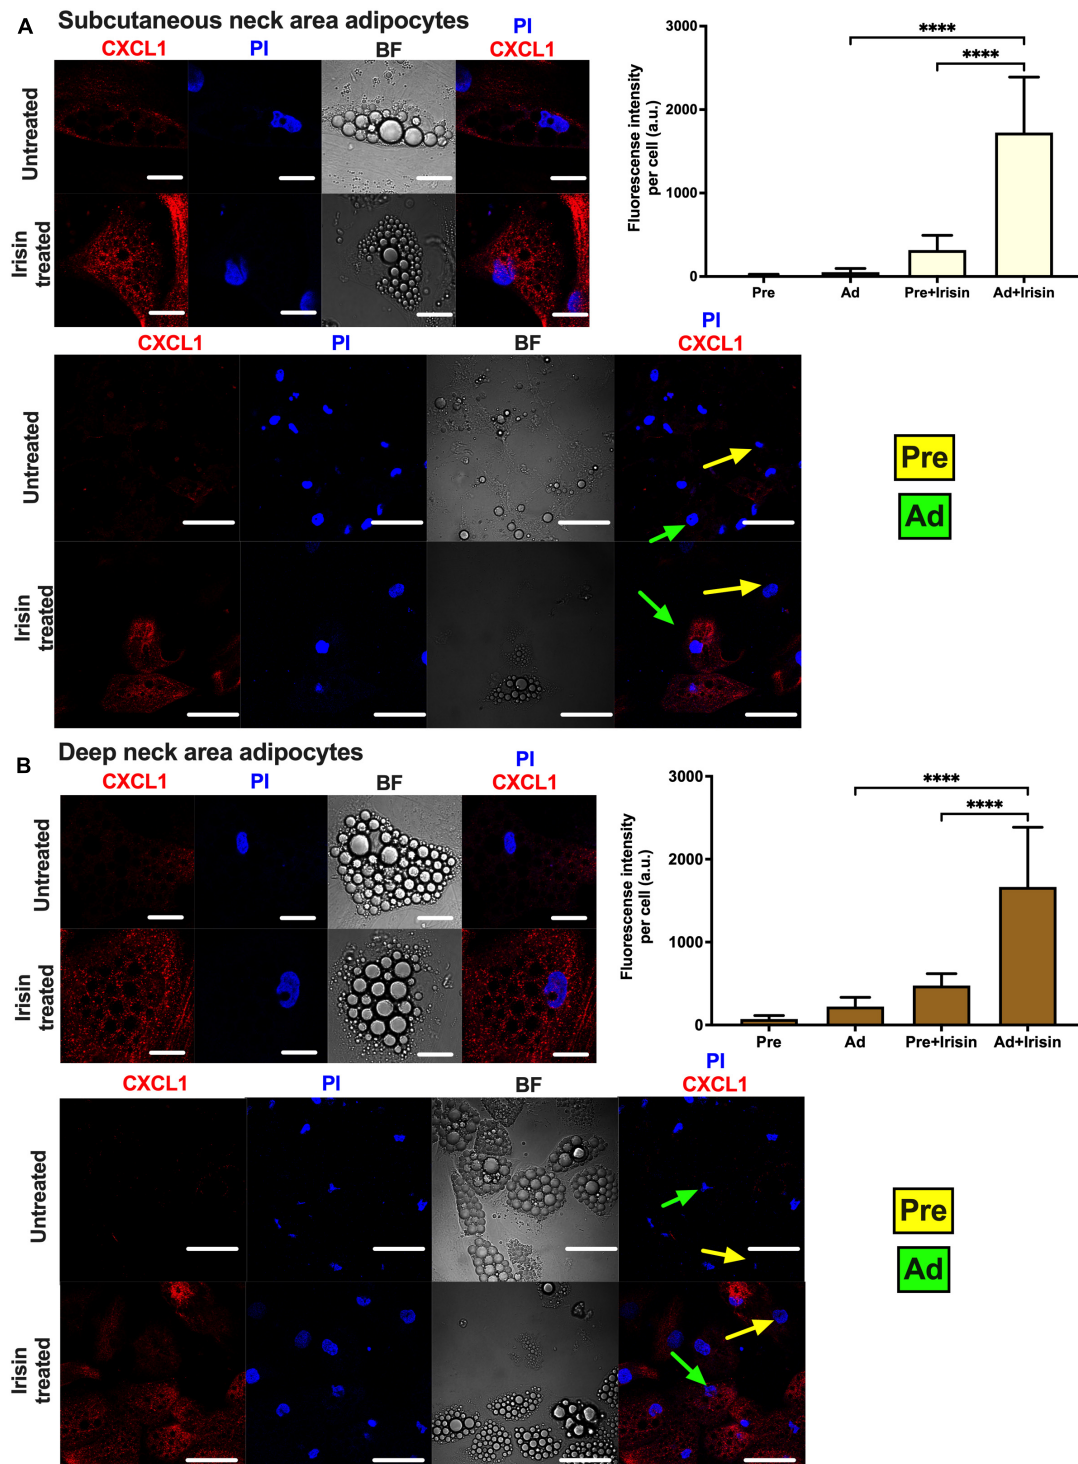 A Subcutaneous neck area adipocytes
CXCL1 PI BF PI
CXCL1
Untreated
Irisin
treated
Fluorescense intensity
per cell (a.u.)
3000
2000
1000
0
**** 
****
Pre Ad Pre+Irisin Ad+Irisin
CXCL1 PI BF PI
CXCL1
Untreated
Irisin
treated
Pre
Ad
B Deep neck area adipocytes
CXCL1 PI BF PI
CXCL1
Untreated
Irisin
treated
Fluorescense intensity
per cell (a.u.)
3000
2000
1000
0
****
****
Pre Ad Pre+Irisin Ad+Irisin
CXCL1 PI BF PI
CXCL1
Untreated
Irisin
treated
Pre
Ad